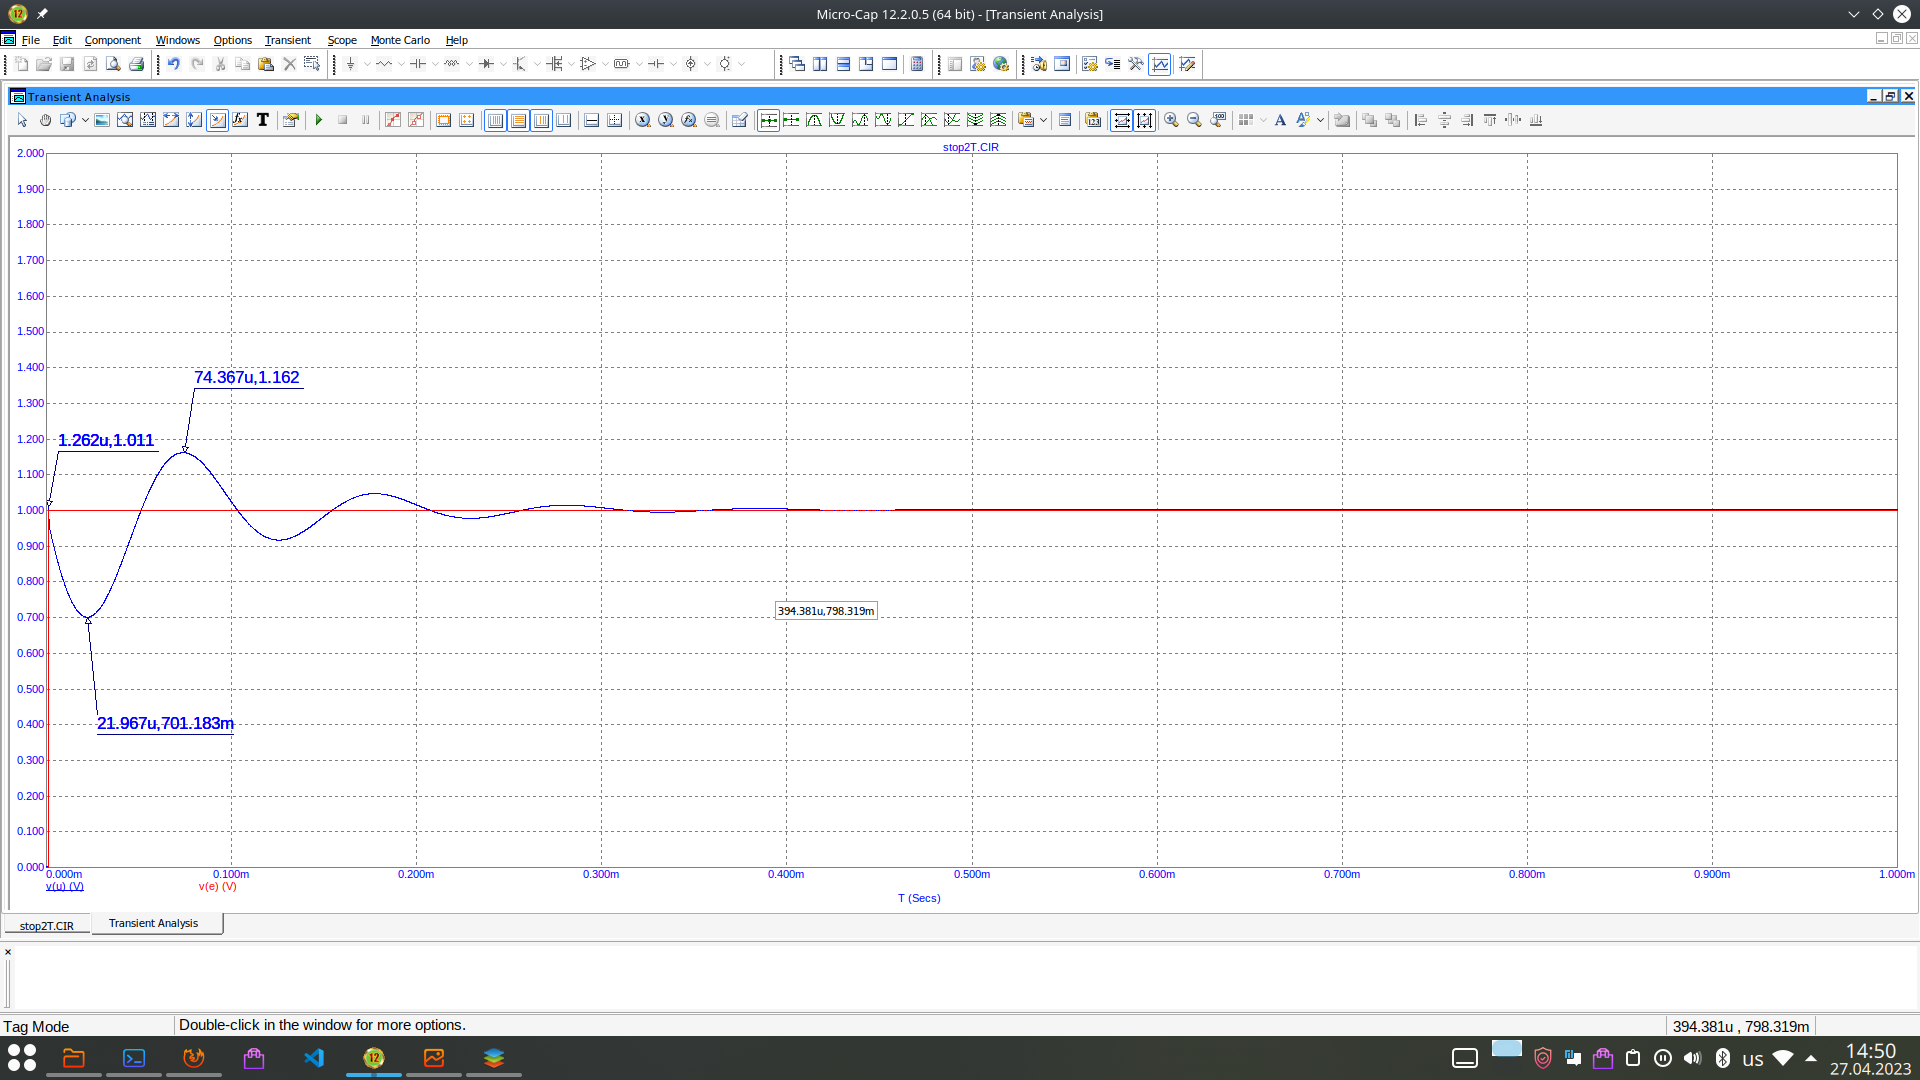 Micro-Cap 12.2.0.5 (64 bit) - [Transient Analysis]
File Edit Component Windows Options Transient Scope Monte Carlo Help
Transient Analysis
stop2T.CIR
2.000
1.900
1.800
1.700
1.600
1.500
1.400
74.367u,1.162
1.300
1.262u,1.011
1.200
1.100
1.000
0.900
0.800
394.381u,798.319m
0.700
0.600
0.500
21.967u,701.183m
0.400
0.300
0.200
0.100
0.000
0.000m 0.100m 0.200m 0.300m 0.400m 0.500m 0.600m 0.700m 0.800m 0.900m 1.000m
v(u) (V) v(e) (V)
T (Secs)
stop2T.CIR Transient Analysis
Tag Mode Double-click in the window for more options. 394.381u , 798.319m
12 us 14:50
27.04.2023